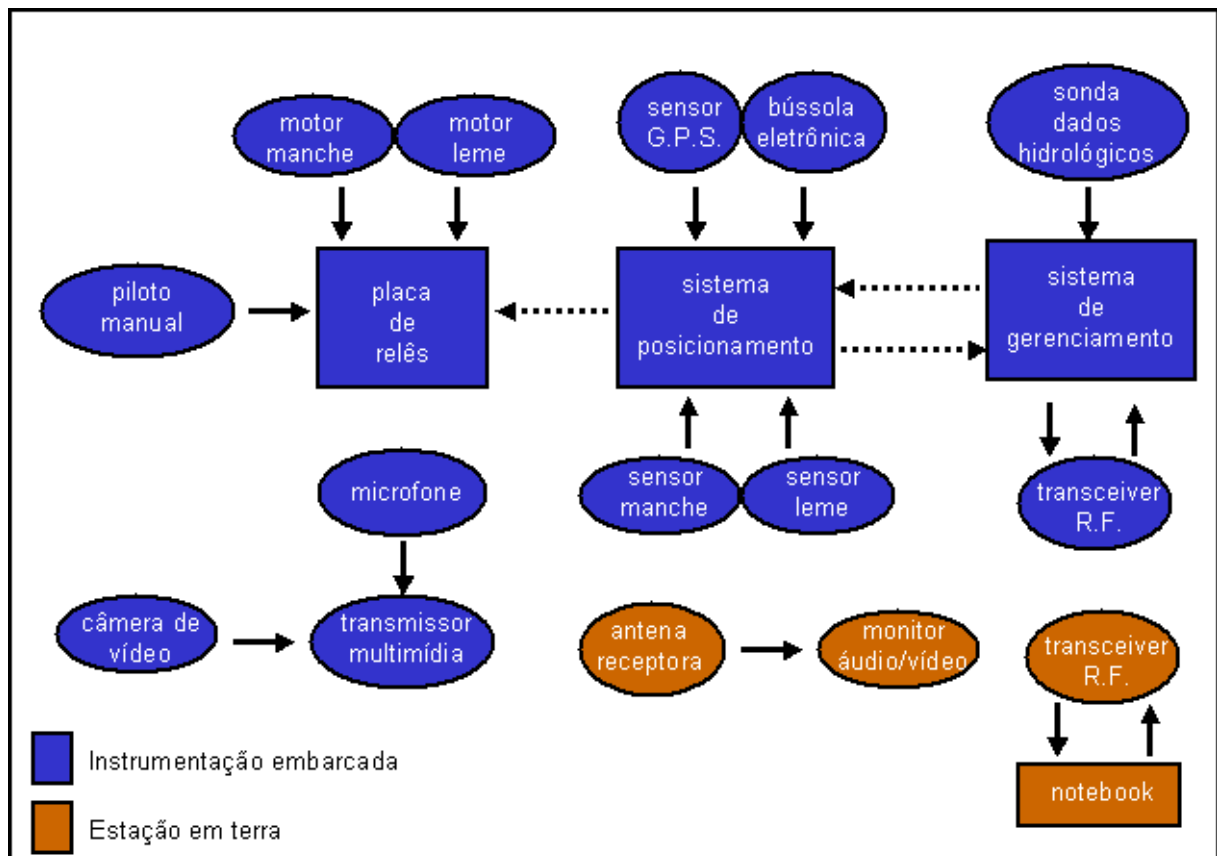 motor
manche
motor
leme
sensor
G.P.S.
bússola
eletrônica
sonda
dados
hidrológicos
piloto
manual
placa
de
relês
sistema
de
posicionamento
sistema
de
gerenciamento
microfone
sensor
manche
sensor
leme
transceiver
R.F.
câmera de
vídeo
transmissor
multimídia
antena
receptora
monitor
áudio/vídeo
transceiver
R.F.
Instrumentação embarcada
notebook
Estação em terra